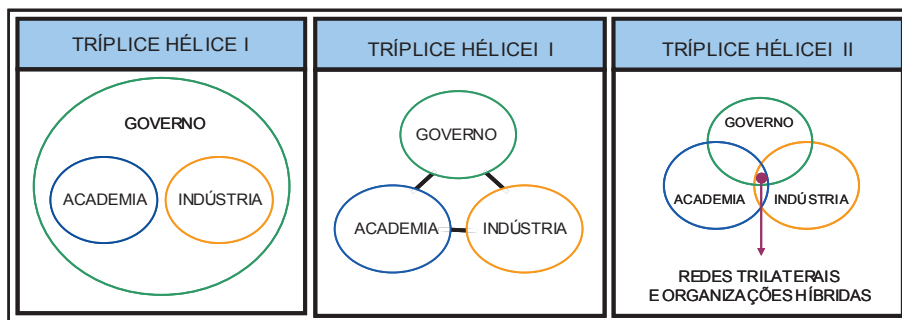 TRÍPLICE HÉLICE I
GOVERNO
ACADEMIA
INDÚSTRIA
TRÍPLICE HÉLICEI I
GOVERNO
ACADEMIA
INDÚSTRIA
TRÍPLICE HÉLICEI II
GOVERNO
ACADEMIA
INDÚSTRIA
REDES TRILATERAIS
E ORGANIZAÇÕES HÍBRIDAS